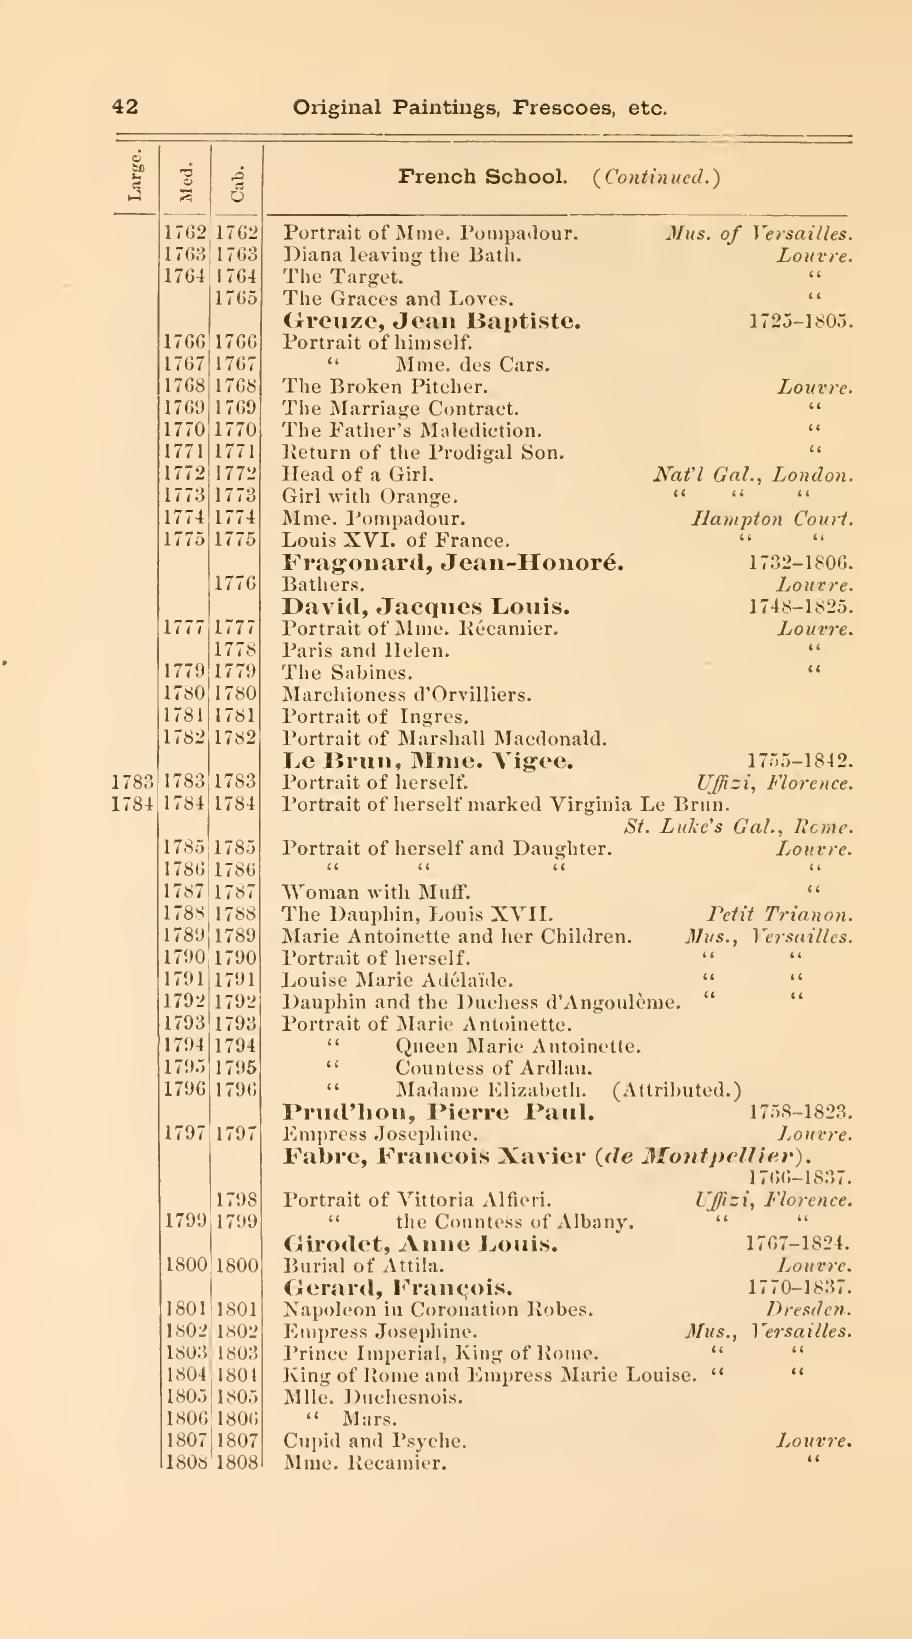 42 Original Paintings, Frescoes, etc.
Large. Med. Cab. French School. (Continued.)
1762 1762 Portrait of Mme. Pompadour. Mus. of Versailles.
1763 1763 Diana leaving the Bath. Louvre.
1764 1764 The Target. "
1765 The Graces and Loves. "
Greuze, Jean Baptiste. 1725–1805.
1766 1766 Portrait of himself.
1767 1767 " Mme. des Cars.
1768 1768 The Broken Pitcher. Louvre.
1769 1769 The Marriage Contract. "
1770 1770 The Father's Malediction. "
1771 1771 Return of the Prodigal Son. "
1772 1772 Head of a Girl. Nat'l Gal., London.
1773 1773 Girl with Orange. " " "
1774 1774 Mme. Pompadour. Hampton Court.
1775 1775 Louis XVI. of France. " "
Fragonard, Jean-Honoré. 1732–1806.
1776 Bathers. Louvre.
David, Jacques Louis. 1748–1825.
1777 1777 Portrait of Mme. Récamier. Louvre.
1778 Paris and Helen. "
1779 1779 The Sabines. "
1780 1780 Marchioness d'Orvilliers.
1781 1781 Portrait of Ingres.
1782 1782 Portrait of Marshall Macdonald.
Le Brun, Mme. Vigee. 1755–1842.
1783 1783 1783 Portrait of herself. Uffizi, Florence.
1784 1784 1784 Portrait of herself marked Virginia Le Brun.
St. Luke's Gal., Rome.
1785 1785 Portrait of herself and Daughter. Louvre.
1786 1786 " " " "
1787 1787 Woman with Muff. "
1788 1788 The Dauphin, Louis XVII. Petit Trianon.
1789 1789 Marie Antoinette and her Children. Mus., Versailles.
1790 1790 Portrait of herself. " "
1791 1791 Louise Marie Adélaïde. " "
1792 1792 Dauphin and the Duchess d'Angoulème. " "
1793 1793 Portrait of Marie Antoinette.
1794 1794 " Queen Marie Antoinette.
1795 1795 " Countess of Ardlau.
1796 1796 " Madame Elizabeth. (Attributed.)
Prud'hon, Pierre Paul. 1758–1823.
1797 1797 Empress Josephine. Louvre.
Fabre, Francois Xavier (de Montpellier).
1766–1837.
1798 Portrait of Vittoria Alfieri. Uffizi, Florence.
1799 1799 " the Countess of Albany. " "
Girodet, Anne Louis. 1767–1824.
1800 1800 Burial of Attila. Louvre.
Gerard, François. 1770–1837.
1801 1801 Napoleon in Coronation Robes. Dresden.
1802 1802 Empress Josephine. Mus., Versailles.
1803 1803 Prince Imperial, King of Rome. " "
1804 1804 King of Rome and Empress Marie Louise. " "
1805 1805 Mlle. Duchesnois.
1806 1806 " Mars.
1807 1807 Cupid and Psyche. Louvre.
1808 1808 Mme. Recamier. "